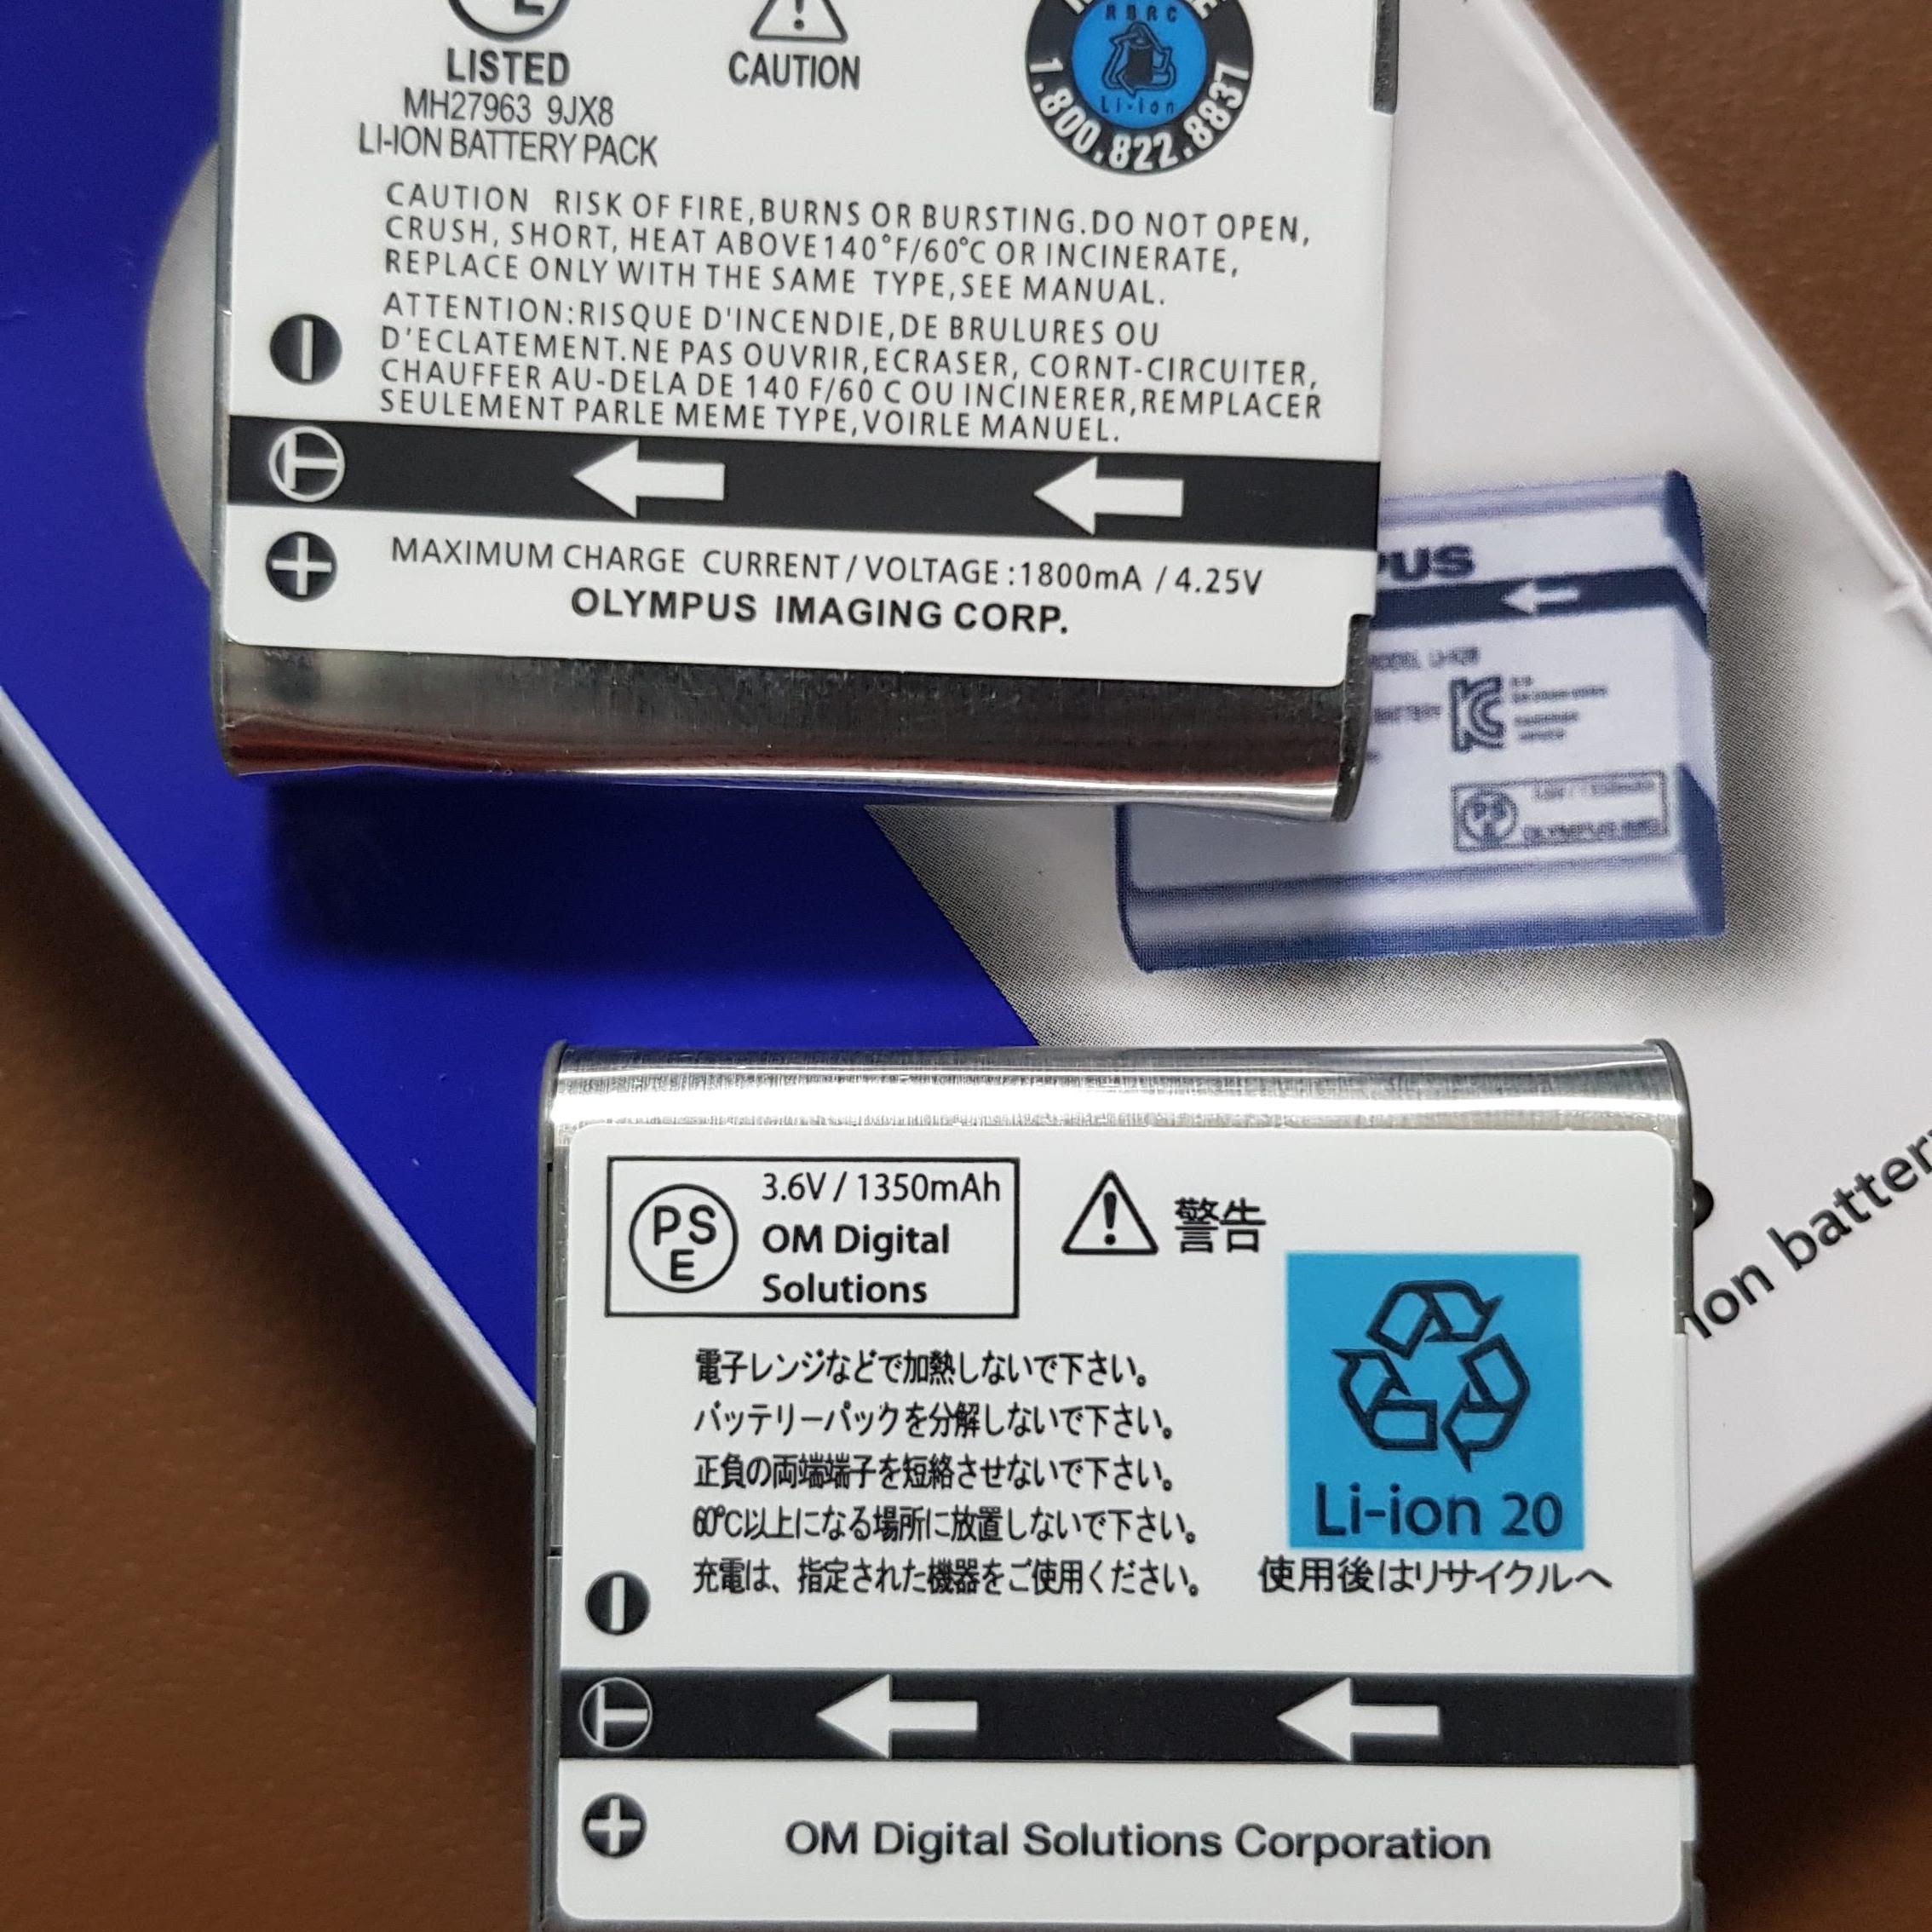 LISTED
MH27963 9JX8
LI-ION BATTERY PACK
CAUTION
RBRC
Li-ion
1.800.822.8837
CAUTION RISK OF FIRE,BURNS OR BURSTING.DO NOT OPEN,
CRUSH, SHORT, HEAT ABOVE140°F/60°C OR INCINERATE,
REPLACE ONLY WITH THE SAME TYPE,SEE MANUAL.
ATTENTION:RISQUE D'INCENDIE,DE BRULURES OU
D'ECLATEMENT.NE PAS OUVRIR,ECRASER, CORNT-CIRCUITER,
CHAUFFER AU-DELA DE 140 F/60 C OU INCINERER,REMPLACER
SEULEMENT PARLE MEME TYPE,VOIRLE MANUEL.
MAXIMUM CHARGE CURRENT / VOLTAGE :1800mA / 4.25V
OLYMPUS IMAGING CORP.
PUS
LI-42B
PSE
ion batter
PSE
3.6V / 1350mAh
OM Digital
Solutions
警告
電子レンジなどで加熱しないで下さい。
バッテリーパックを分解しないで下さい。
正負の両端端子を短絡させないで下さい。
60℃以上になる場所に放置しないで下さい。
充電は、指定された機器をご使用ください。
Li-ion 20
使用後はリサイクルへ
OM Digital Solutions Corporation